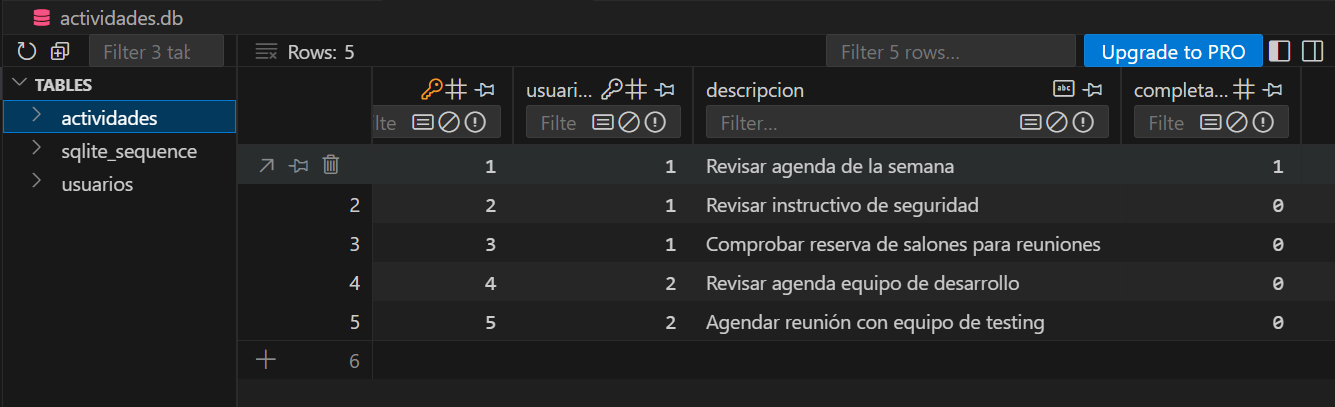 actividades.db
Filter 3 tab
Rows: 5
Filter 5 rows...
Upgrade to PRO
TABLES
actividades
sqlite_sequence
usuarios
usuari... descripcion completa...
Filte Filter... Filte
1 1 Revisar agenda de la semana 1
2 2 1 Revisar instructivo de seguridad 0
3 3 1 Comprobar reserva de salones para reuniones 0
4 4 2 Revisar agenda equipo de desarrollo 0
5 5 2 Agendar reunión con equipo de testing 0
6